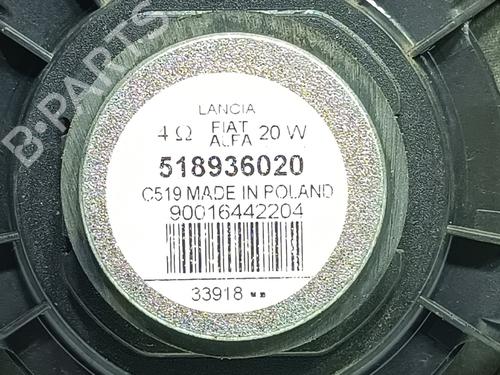 B-PARTS
LANCIA
4 Ω FIAT ALFA 20 W
518936020
C519 MADE IN POLAND
90016442204
33918